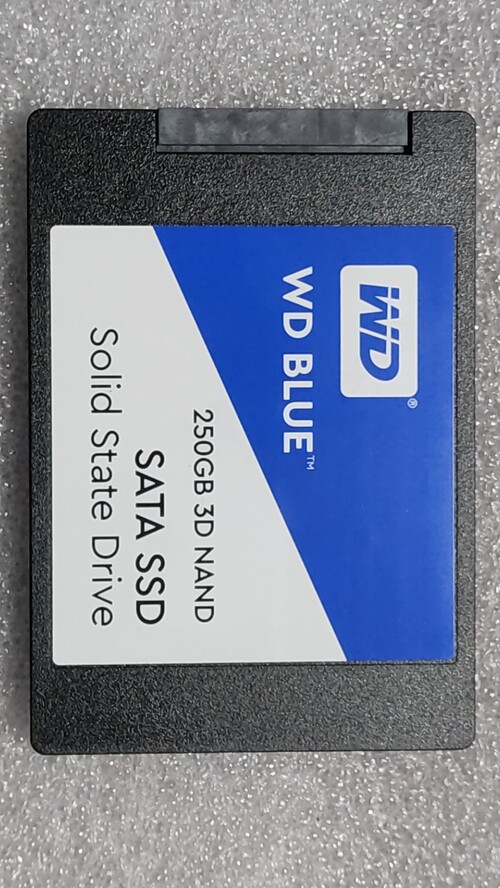 WD®
WD BLUE™
250GB 3D NAND
SATA SSD
Solid State Drive